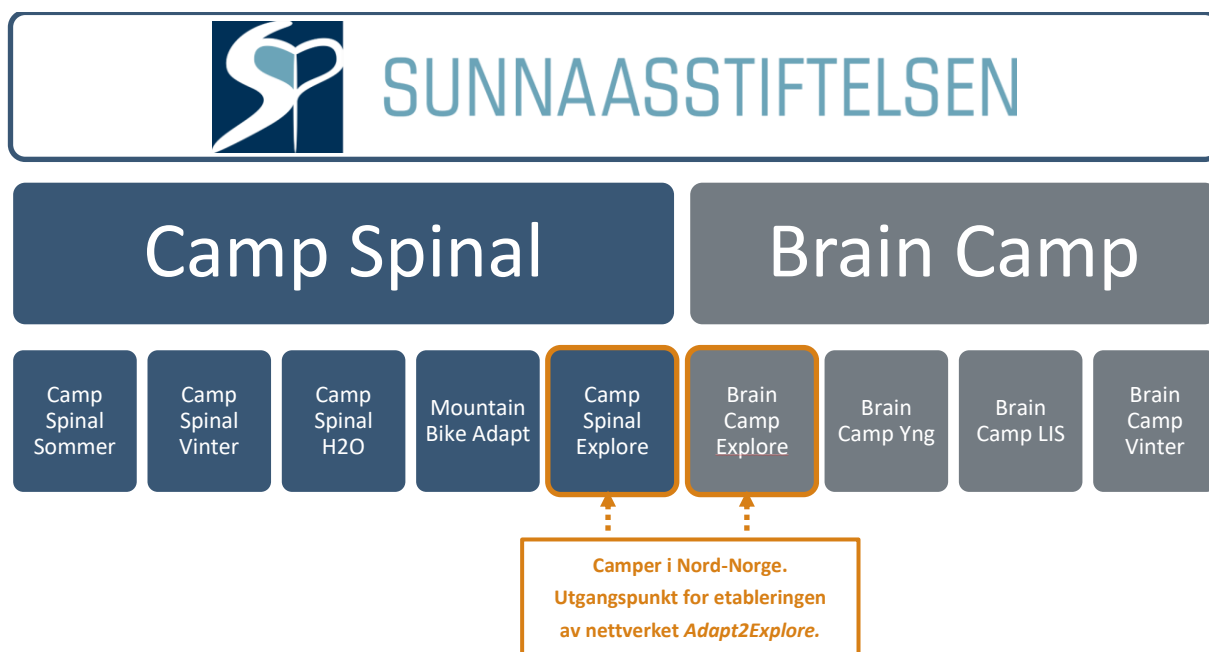 SUNNAASSTIFTELSEN
Camp Spinal
Brain Camp
Camp
Spinal
Sommer
Camp
Spinal
Vinter
Camp
Spinal
H2O
Mountain
Bike Adapt
Camp
Spinal
Explore
Brain
Camp
Explore
Brain
Camp Yng
Brain
Camp LIS
Brain
Camp
Vinter
Camper i Nord-Norge.
Utgangspunkt for etableringen
av nettverket Adapt2Explore.